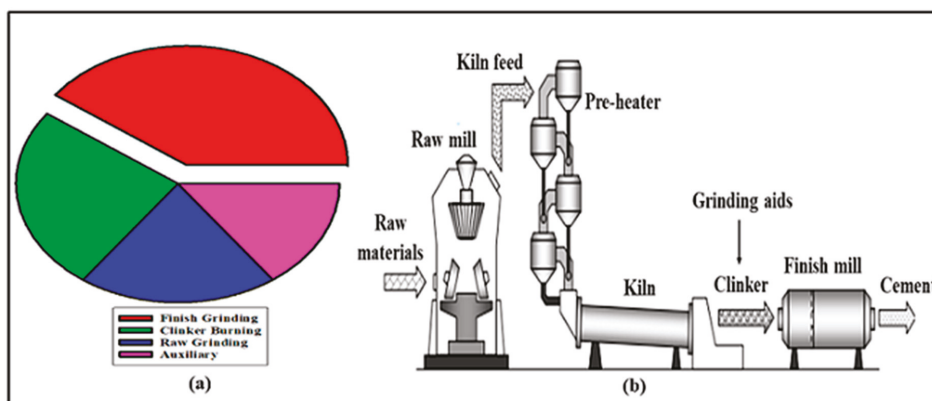 Finish Grinding
Clinker Burning
Raw Grinding
Auxiliary
(a)
Kiln feed
Pre-heater
Raw mill
Raw
materials
Grinding aids
Kiln
Clinker
Finish mill
Cement
(b)